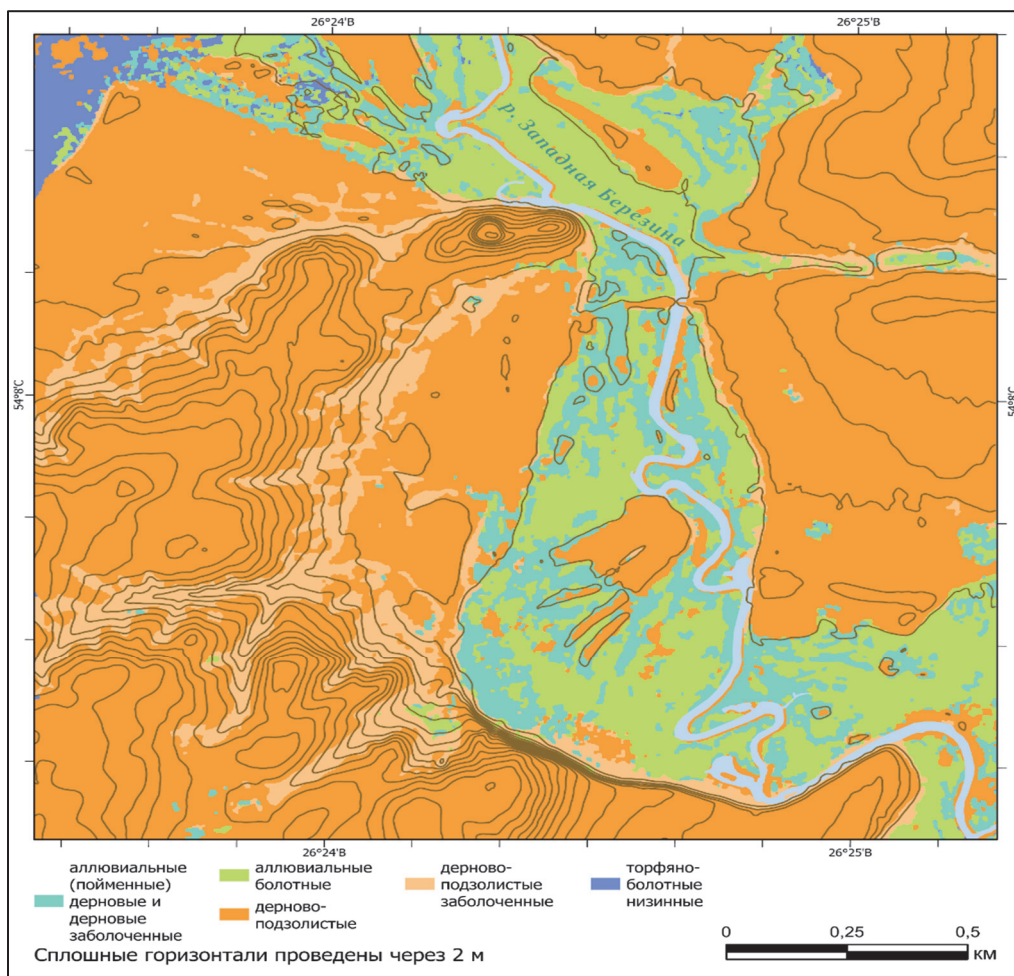 26°24'В
26°25'В
р. Западная Березина
54°8'С
54°8'С
26°24'В
26°25'В
аллювиальные
(пойменные)
дерновые и
дерновые
заболоченные
аллювиальные
болотные
дерново-
подзолистые
дерново-
подзолистые
заболоченные
торфяно-
болотные
низинные
Сплошные горизонтали проведены через 2 м
0 0,25 0,5
км